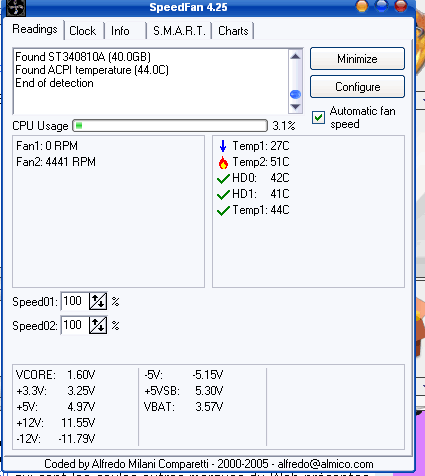 SpeedFan 4.25
Readings Clock Info S.M.A.R.T. Charts
Found ST340810A (40.0GB)
Found ACPI temperature (44.0C)
End of detection
Minimize
Configure
Automatic fan
speed
CPU Usage 3.1%
Fan1: 0 RPM
Fan2: 4441 RPM
Temp1: 27C
Temp2: 51C
HD0: 42C
HD1: 41C
Temp1: 44C
Speed01: 100 %
Speed02: 100 %
VCORE: 1.60V
+3.3V: 3.25V
+5V: 4.97V
+12V: 11.55V
-12V: -11.79V
-5V: -5.15V
+5VSB: 5.30V
VBAT: 3.57V
Coded by Alfredo Milani Comparetti - 2000-2005 - alfredo@almico.com